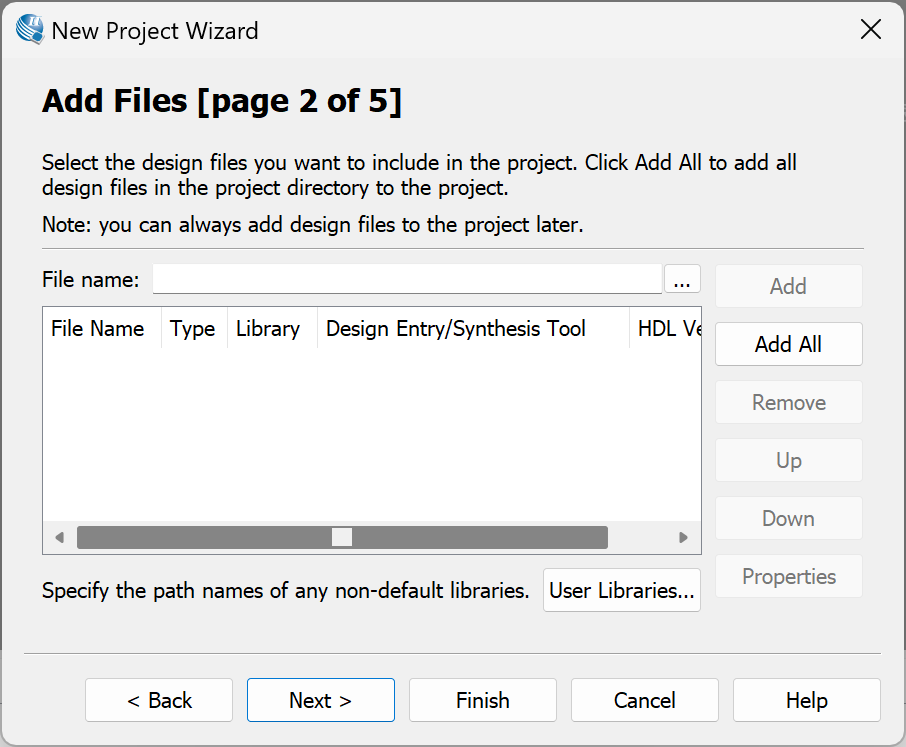 New Project Wizard
Add Files [page 2 of 5]
Select the design files you want to include in the project. Click Add All to add all
design files in the project directory to the project.
Note: you can always add design files to the project later.
File name:
...
Add
File Name Type Library Design Entry/Synthesis Tool HDL Ve
Add All
Remove
Up
Down
Properties
Specify the path names of any non-default libraries.
User Libraries...
< Back
Next >
Finish
Cancel
Help